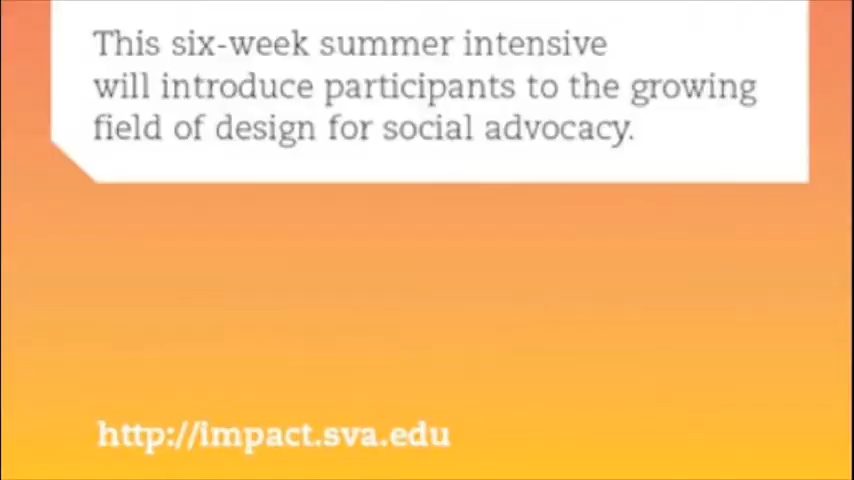 This six-week summer intensive
will introduce participants to the growing
field of design for social advocacy.
http://impact.sva.edu